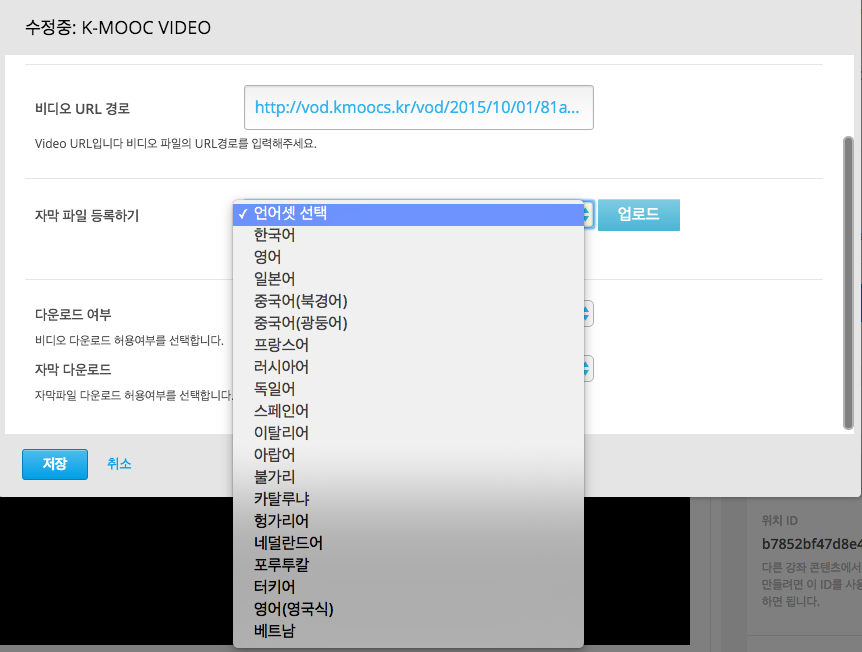 수정중: K-MOOC VIDEO
비디오 URL 경로
http://vod.kmoocs.kr/vod/2015/10/01/81a...
Video URL입니다 비디오 파일의 URL경로를 입력해주세요.
자막 파일 등록하기
✓ 언어셋 선택
업로드
한국어
영어
일본어
중국어(북경어)
중국어(광둥어)
프랑스어
러시아어
독일어
스페인어
이탈리어
아랍어
불가리
카탈루냐
헝가리어
네덜란드어
포루투칼
터키어
영어(영국식)
베트남
다운로드 여부
비디오 다운로드 허용여부를 선택합니다.
자막 다운로드
자막파일 다운로드 허용여부를 선택합니다.
저장
취소
위치 ID
b7852bf47d8e4
다른 강좌 콘텐츠에서
만들려면 이 ID를 사용
하면 됩니다.